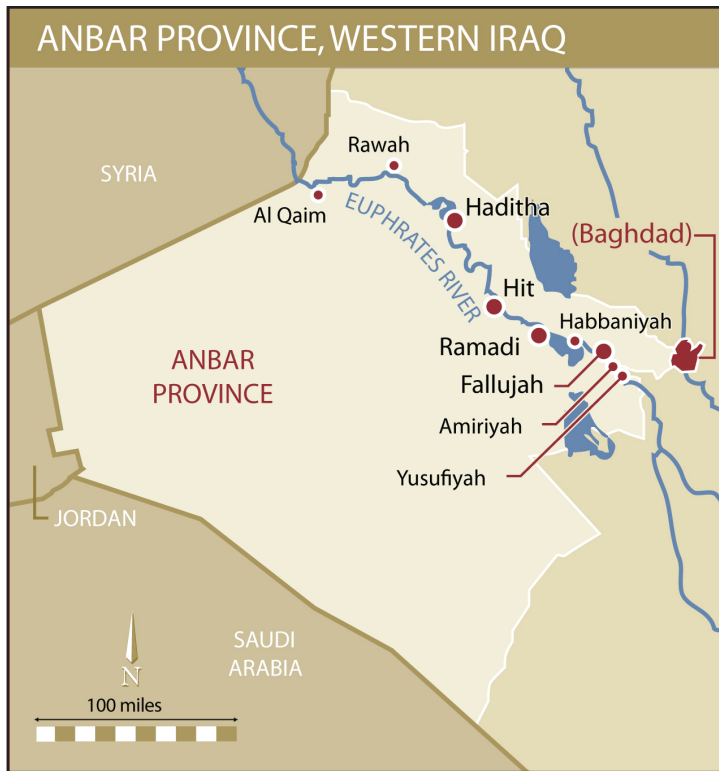 ANBAR PROVINCE, WESTERN IRAQ
SYRIA
Rawah
Al Qaim
EUPHRATES RIVER
Haditha
(Baghdad)
Hit
Habbaniyah
Ramadi
ANBAR
PROVINCE
Fallujah
Amiriyah
Yusufiyah
JORDAN
SAUDI
ARABIA
N
100 miles